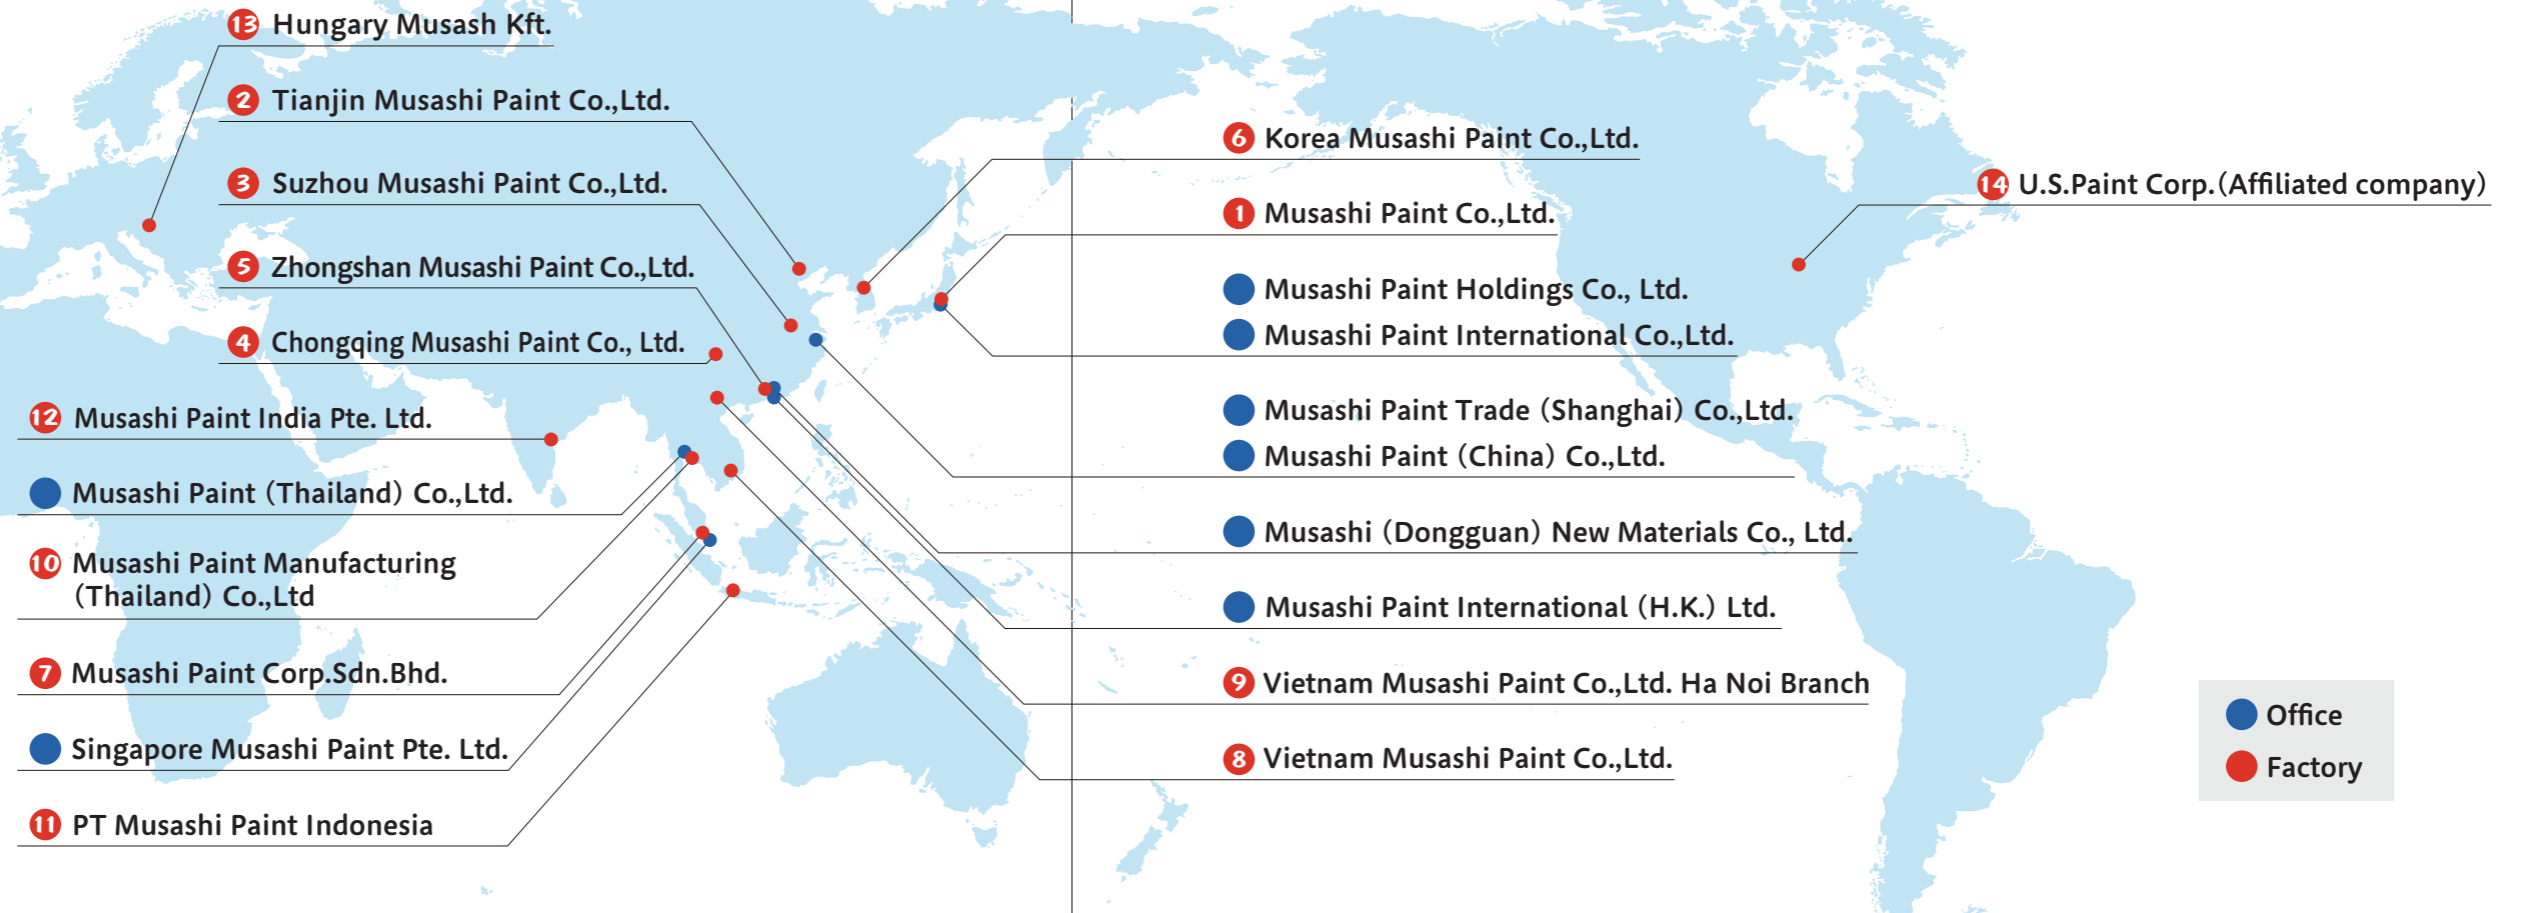 13 Hungary Musash Kft.
2 Tianjin Musashi Paint Co.,Ltd.
3 Suzhou Musashi Paint Co.,Ltd.
5 Zhongshan Musashi Paint Co.,Ltd.
4 Chongqing Musashi Paint Co., Ltd.
12 Musashi Paint India Pte. Ltd.
Musashi Paint (Thailand) Co.,Ltd.
10 Musashi Paint Manufacturing
(Thailand) Co.,Ltd
7 Musashi Paint Corp.Sdn.Bhd.
Singapore Musashi Paint Pte. Ltd.
11 PT Musashi Paint Indonesia
6 Korea Musashi Paint Co.,Ltd.
1 Musashi Paint Co.,Ltd.
Musashi Paint Holdings Co., Ltd.
Musashi Paint International Co.,Ltd.
Musashi Paint Trade (Shanghai) Co.,Ltd.
Musashi Paint (China) Co.,Ltd.
Musashi (Dongguan) New Materials Co., Ltd.
Musashi Paint International (H.K.) Ltd.
9 Vietnam Musashi Paint Co.,Ltd. Ha Noi Branch
8 Vietnam Musashi Paint Co.,Ltd.
14 U.S.Paint Corp.(Affiliated company)
Office
Factory